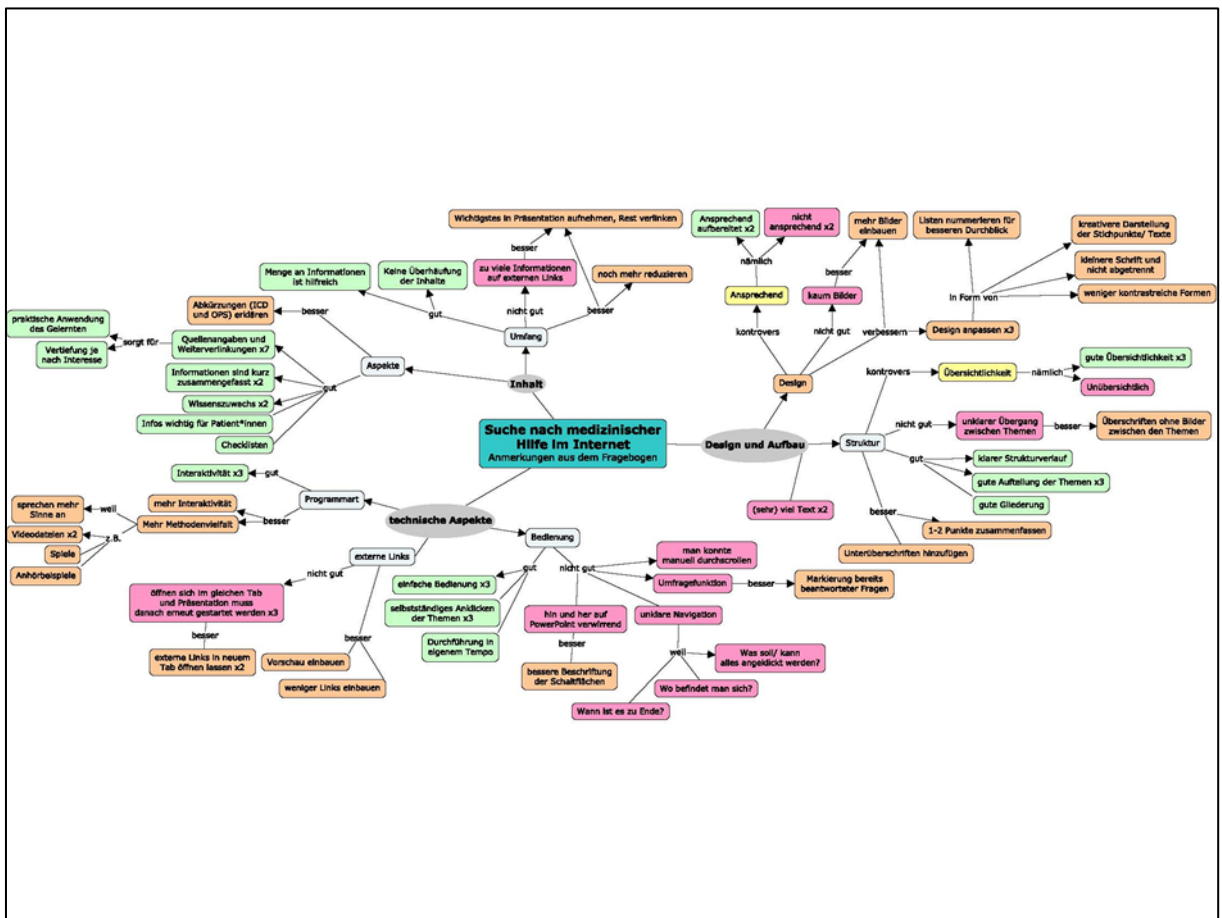 Wichtigstes in Präsentation aufnehmen, Rest verlinken
besser
zu viele Informationen
auf externen Links
nicht gut
noch mehr reduzieren
besser
Menge an Informationen
ist hilfreich
Keine Überhäufung
der Inhalte
gut
Umfang
Abkürzungen (ICD
und OPS) erklären
besser
praktische Anwendung
des Gelernten
Vertiefung je
nach Interesse
sorgt für
Quellenangaben und
Weiterverlinkungen x7
Informationen sind kurz
zusammengefasst x2
Wissenszuwachs x2
Infos wichtig für Patient*innen
Checklisten
gut
Aspekte
Inhalt
Suche nach medizinischer
Hilfe im Internet
Anmerkungen aus dem Fragebogen
Ansprechend
aufbereitet x2
nicht
ansprechend x2
nämlich
Ansprechend
kontrovers
mehr Bilder
einbauen
besser
kaum Bilder
nicht gut
verbessern
Listen nummerieren für
besseren Durchblick
kreativere Darstellung
der Stichpunkte/ Texte
kleinere Schrift und
nicht abgetrennt
weniger kontrastreiche Formen
in Form von
Design anpassen x3
Design
Design und Aufbau
(sehr) viel Text x2
Struktur
kontrovers
Übersichtlichkeit
nämlich
gute Übersichtlichkeit x3
Unübersichtlich
nicht gut
unklarer Übergang
zwischen Themen
besser
Überschriften ohne Bilder
zwischen den Themen
gut
klarer Strukturverlauf
gute Aufteilung der Themen x3
gute Gliederung
besser
1-2 Punkte zusammenfassen
Unterüberschriften hinzufügen
technische Aspekte
Programmart
gut
Interaktivität x3
besser
mehr Interaktivität
Mehr Methodenvielfalt
weil
sprechen mehr
Sinne an
z.B.
Videodateien x2
Spiele
Anhörbeispiele
externe Links
nicht gut
öffnen sich im gleichen Tab
und Präsentation muss
danach erneut gestartet werden x3
besser
externe Links in neuem
Tab öffnen lassen x2
besser
Vorschau einbauen
weniger Links einbauen
Bedienung
gut
einfache Bedienung x3
selbstständiges Anklicken
der Themen x3
Durchführung in
eigenem Tempo
nicht gut
man konnte
manuell durchscrollen
Umfragefunktion
besser
Markierung bereits
beantworteter Fragen
hin und her auf
PowerPoint verwirrend
besser
bessere Beschriftung
der Schaltflächen
unklare Navigation
weil
Was soll/ kann
alles angeklickt werden?
Wo befindet man sich?
Wann ist es zu Ende?